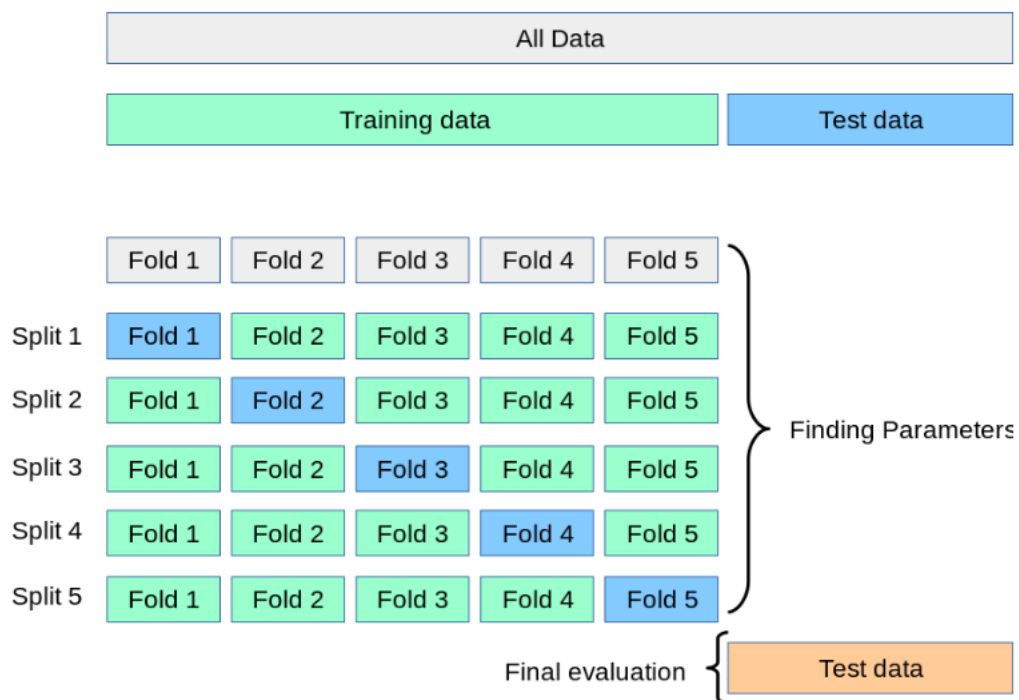 All Data
Training data Test data
Fold 1 Fold 2 Fold 3 Fold 4 Fold 5
Split 1 Fold 1 Fold 2 Fold 3 Fold 4 Fold 5
Split 2 Fold 1 Fold 2 Fold 3 Fold 4 Fold 5
Finding Parameters
Split 3 Fold 1 Fold 2 Fold 3 Fold 4 Fold 5
Split 4 Fold 1 Fold 2 Fold 3 Fold 4 Fold 5
Split 5 Fold 1 Fold 2 Fold 3 Fold 4 Fold 5
Final evaluation Test data